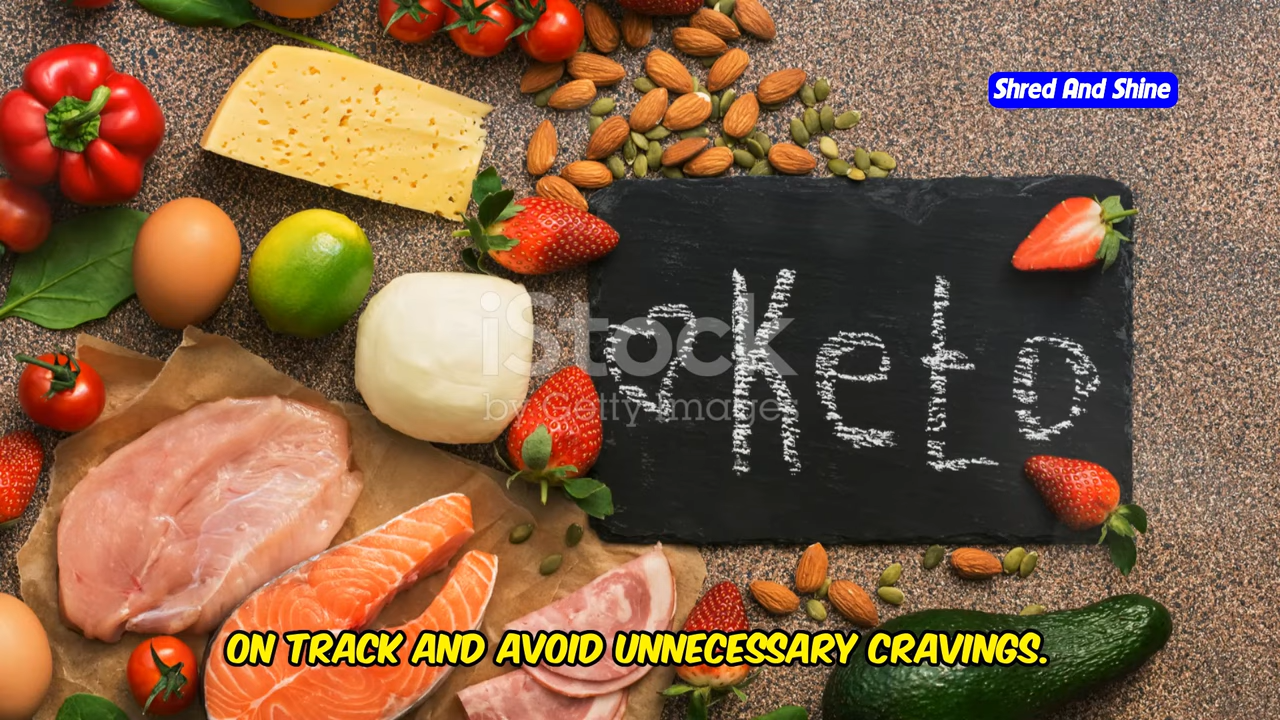 Shred And Shine
iStock
by Getty Images
Keto
ON TRACK AND AVOID UNNECESSARY CRAVINGS.